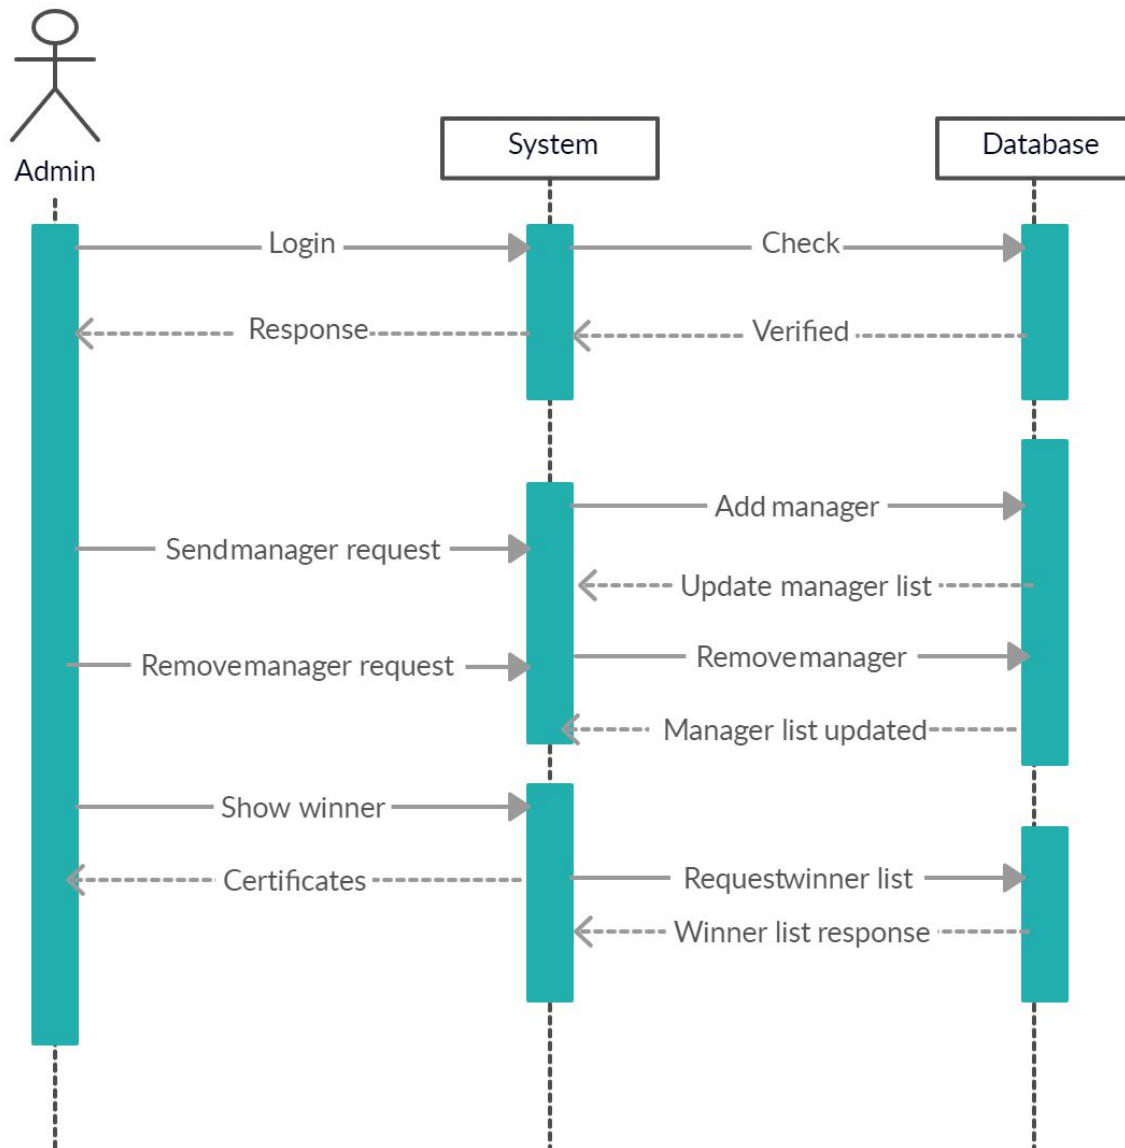 Admin
System
Database
Login
Check
Response
Verified
Add manager
Sendmanager request
Update manager list
Removemanager request
Removemanager
Manager list updated
Show winner
Certificates
Requestwinner list
Winner list response